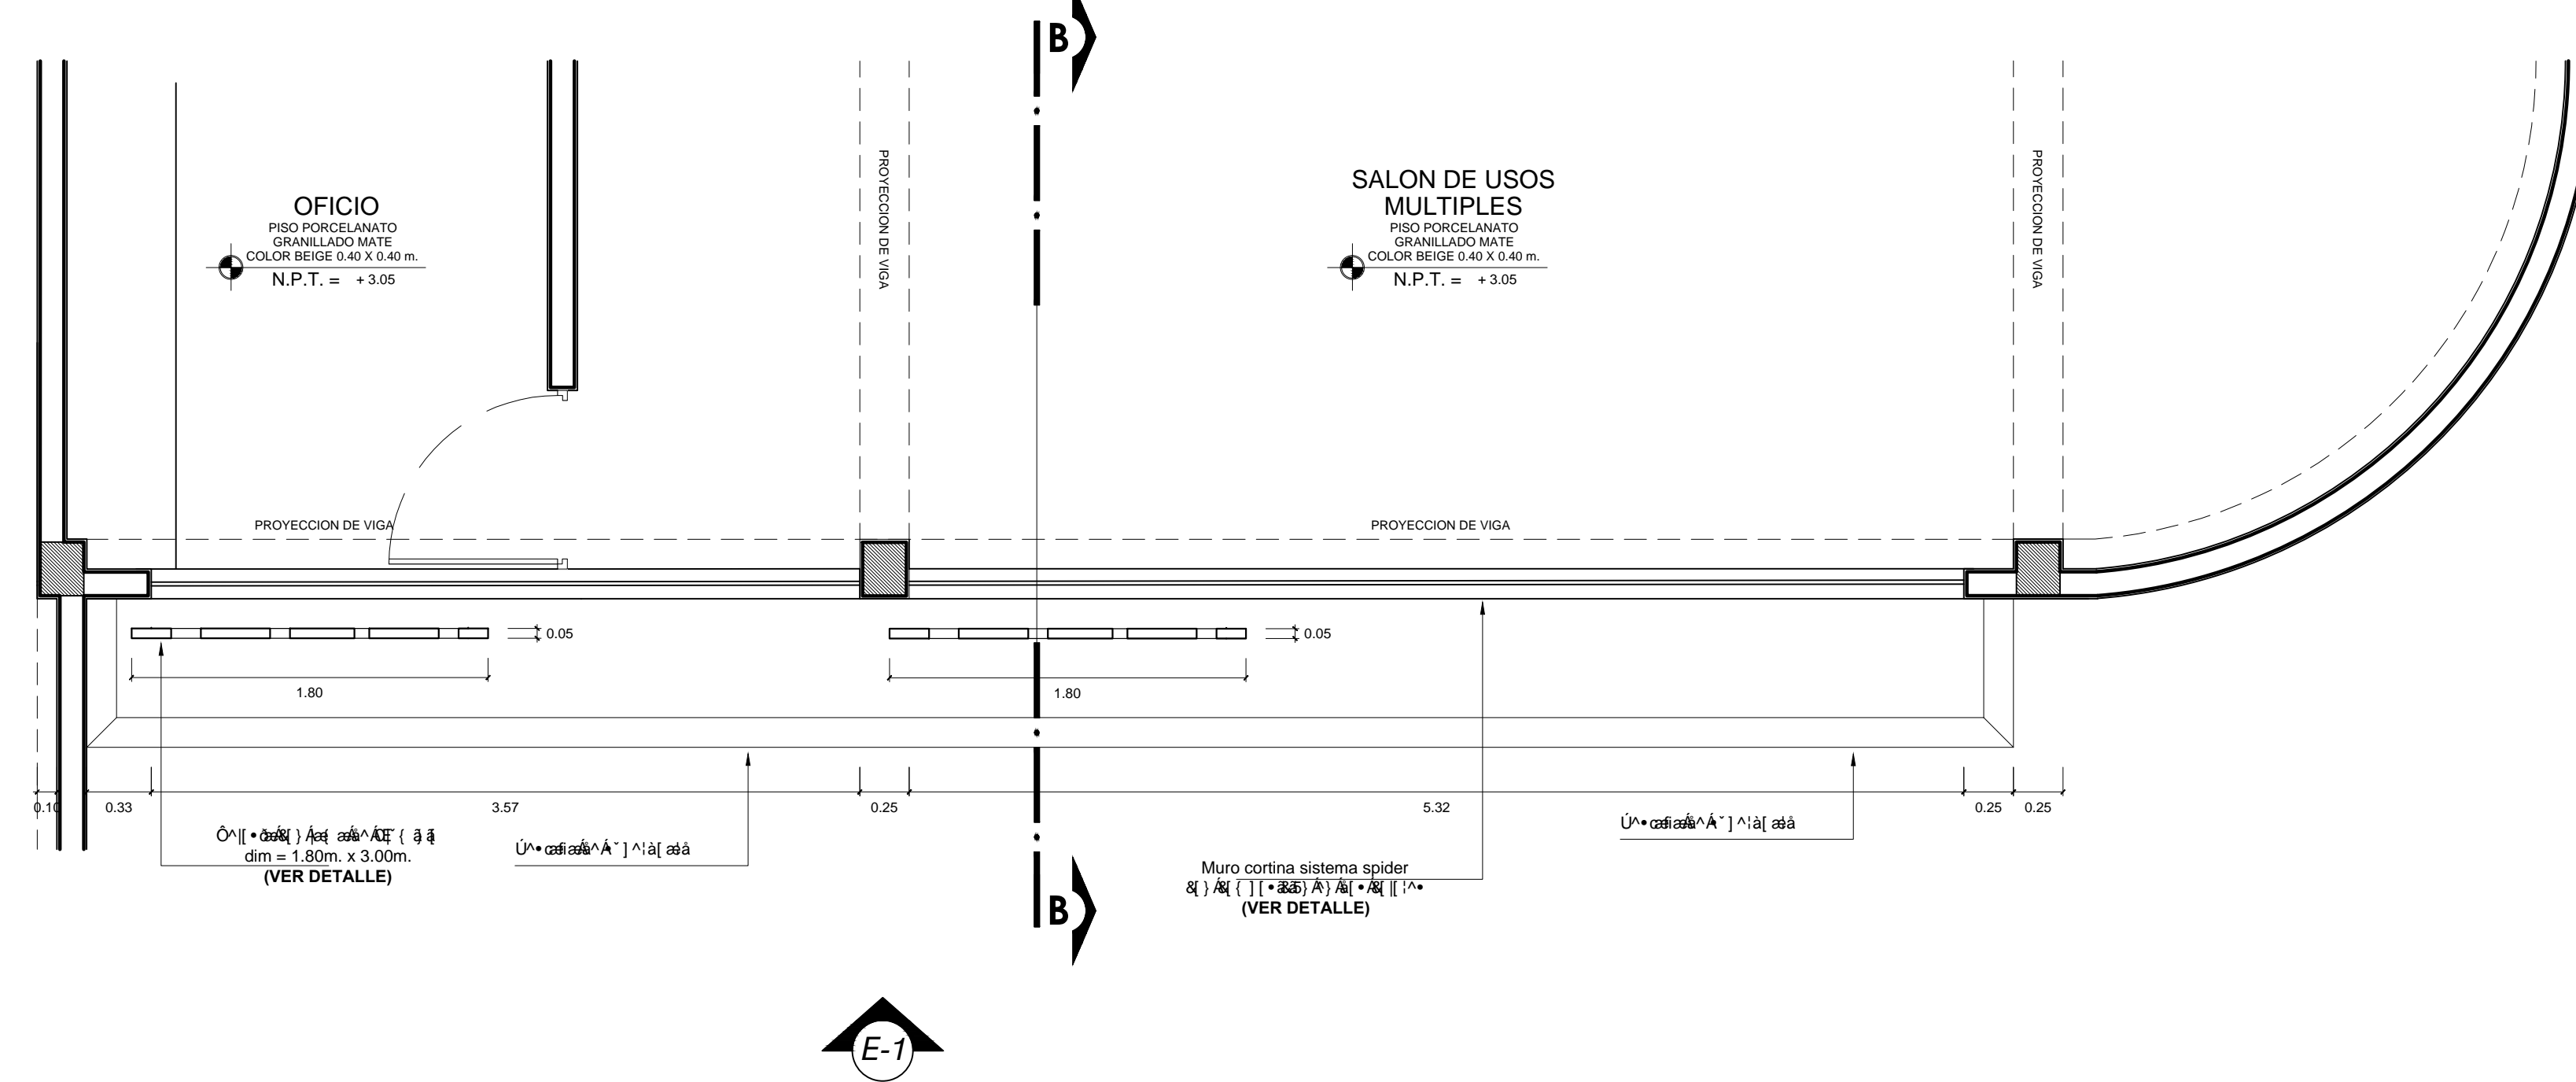 B
PROYECCION DE VIGA
PROYECCION DE VIGA
OFICIO
PISO PORCELANATO
GRANILLADO MATE
COLOR BEIGE 0.40 X 0.40 m.
N.P.T. = + 3.05
SALON DE USOS
MULTIPLES
PISO PORCELANATO
GRANILLADO MATE
COLOR BEIGE 0.40 X 0.40 m.
N.P.T. = + 3.05
PROYECCION DE VIGA
PROYECCION DE VIGA
0.05
0.05
1.80
1.80
0.10
0.33
3.57
0.25
5.32
0.25
0.25
dim = 1.80m. x 3.00m.
(VER DETALLE)
Muro cortina sistema spider
(VER DETALLE)
B
E-1